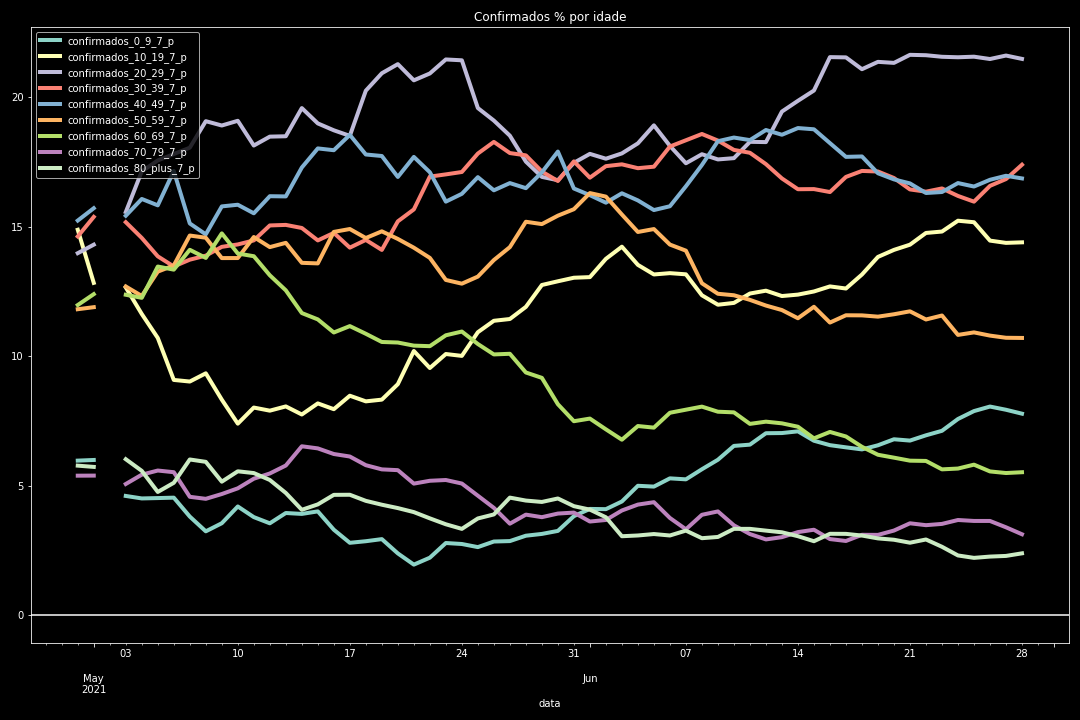 Confirmados % por idade
confirmados_0_9_7_p
confirmados_10_19_7_p
confirmados_20_29_7_p
confirmados_30_39_7_p
confirmados_40_49_7_p
confirmados_50_59_7_p
confirmados_60_69_7_p
confirmados_70_79_7_p
confirmados_80_plus_7_p
20
15
10
5
0
03 10 17 24 31 07 14 21 28
May Jun
2021
data